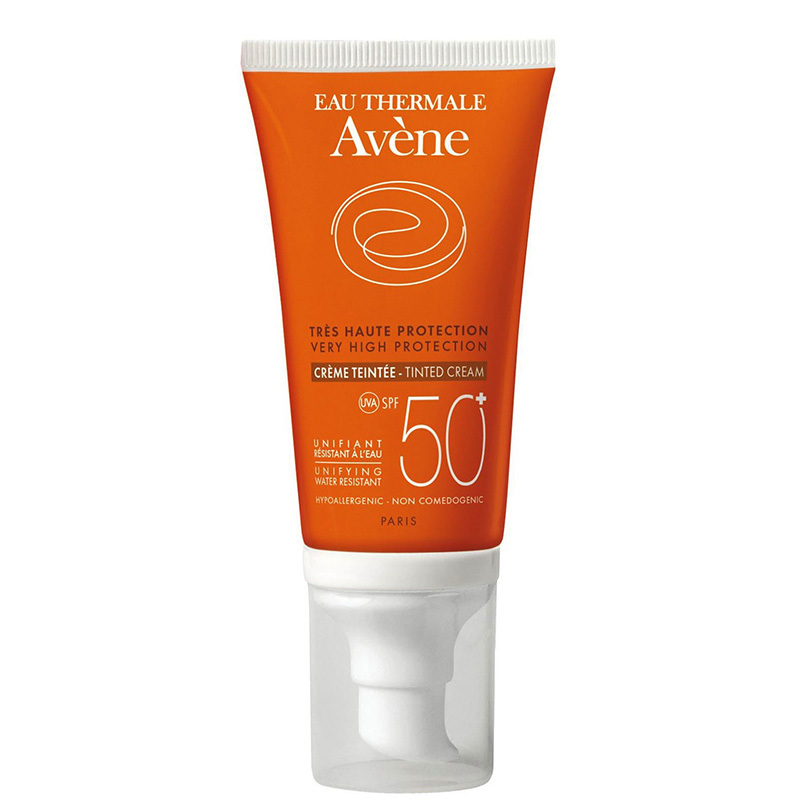 EAU THERMALE
Avène
TRÈS HAUTE PROTECTION
VERY HIGH PROTECTION
CRÈME TEINTÉE - TINTED CREAM
UVA SPF 50+
UNIFIANT
RÉSISTANT À L'EAU
UNIFYING
WATER RESISTANT
HYPOALLERGENIC - NON COMEDOGENIC
PARIS